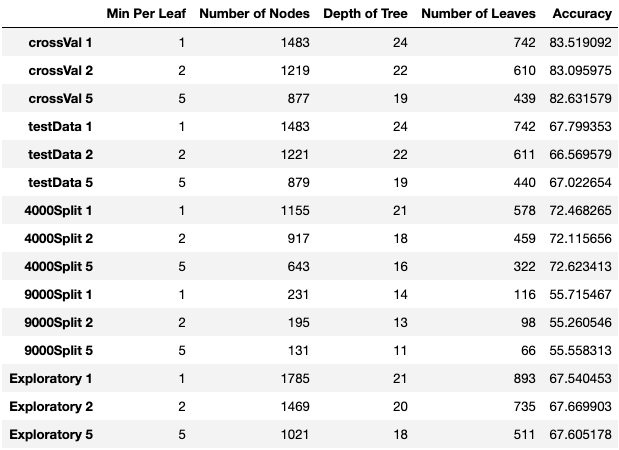 Min Per Leaf Number of Nodes Depth of Tree Number of Leaves Accuracy
crossVal 1 1 1483 24 742 83.519092
crossVal 2 2 1219 22 610 83.095975
crossVal 5 5 877 19 439 82.631579
testData 1 1 1483 24 742 67.799353
testData 2 2 1221 22 611 66.569579
testData 5 5 879 19 440 67.022654
4000Split 1 1 1155 21 578 72.468265
4000Split 2 2 917 18 459 72.115656
4000Split 5 5 643 16 322 72.623413
9000Split 1 1 231 14 116 55.715467
9000Split 2 2 195 13 98 55.260546
9000Split 5 5 131 11 66 55.558313
Exploratory 1 1 1785 21 893 67.540453
Exploratory 2 2 1469 20 735 67.669903
Exploratory 5 5 1021 18 511 67.605178